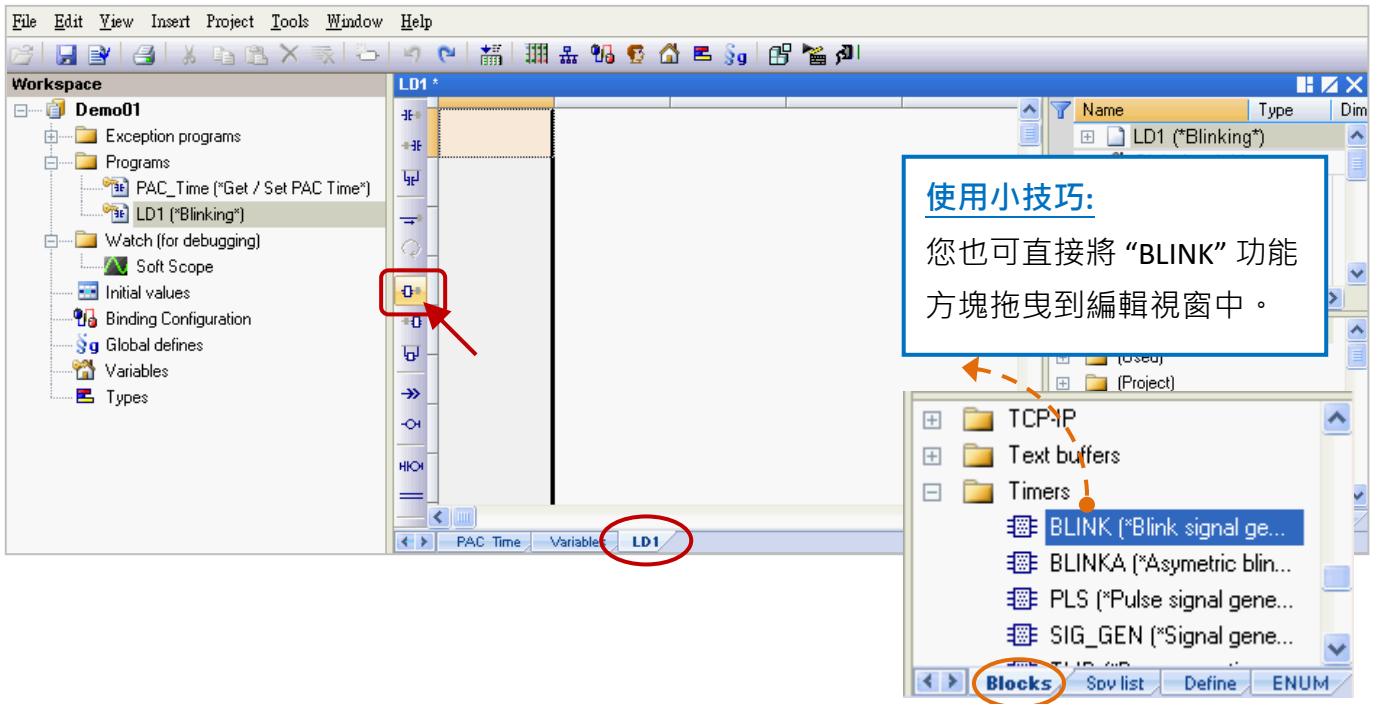 File Edit View Insert Project Tools Window Help
Workspace
Demo01
Exception programs
Programs
PAC_Time (*Get / Set PAC Time*)
LD1 (*Blinking*)
Watch (for debugging)
Soft Scope
Initial values
Binding Configuration
Global defines
Variables
Types
LD1 *
Name Type Dim
LD1 (*Blinking*)
使用小技巧:
您也可直接將 “BLINK” 功能
方塊拖曳到編輯視窗中。
(Used)
(Project)
TCP-IP
Text buffers
Timers
BLINK (*Blink signal ge...
BLINKA (*Asymetric blin...
PLS (*Pulse signal gene...
SIG_GEN (*Signal gene...
PAC Time Variables LD1
Blocks Spy list Define ENUM